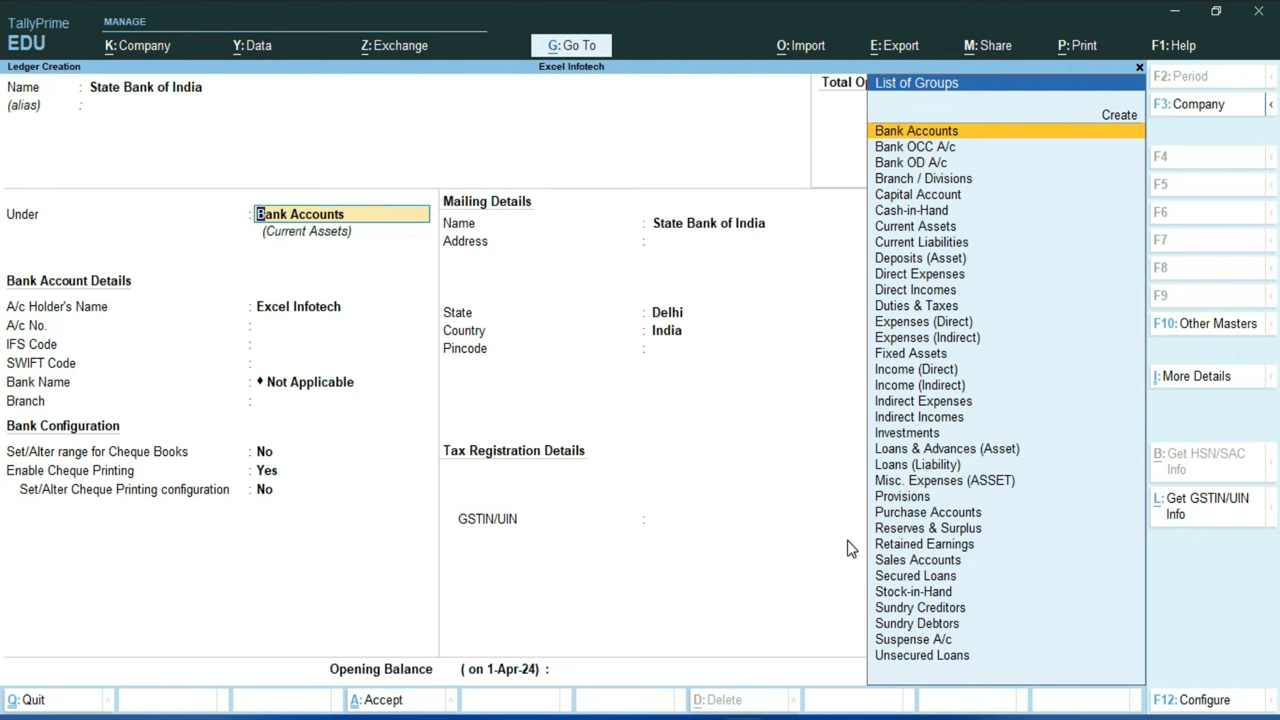 TallyPrime
EDU
MANAGE
K: Company
Y: Data
Z: Exchange
G: Go To
O: Import
E: Export
M: Share
P: Print
F1: Help
Ledger Creation
Excel Infotech
Name : State Bank of India
(alias) :
Total Op
Under : Bank Accounts
(Current Assets)
Bank Account Details
A/c Holder's Name : Excel Infotech
A/c No. :
IFS Code :
SWIFT Code :
Bank Name : ♦ Not Applicable
Branch :
Bank Configuration
Set/Alter range for Cheque Books : No
Enable Cheque Printing : Yes
Set/Alter Cheque Printing configuration : No
Mailing Details
Name : State Bank of India
Address :
State : Delhi
Country : India
Pincode :
Tax Registration Details
GSTIN/UIN :
Opening Balance ( on 1-Apr-24) :
List of Groups
Create
Bank Accounts
Bank OCC A/c
Bank OD A/c
Branch / Divisions
Capital Account
Cash-in-Hand
Current Assets
Current Liabilities
Deposits (Asset)
Direct Expenses
Direct Incomes
Duties & Taxes
Expenses (Direct)
Expenses (Indirect)
Fixed Assets
Income (Direct)
Income (Indirect)
Indirect Expenses
Indirect Incomes
Investments
Loans & Advances (Asset)
Loans (Liability)
Misc. Expenses (ASSET)
Provisions
Purchase Accounts
Reserves & Surplus
Retained Earnings
Sales Accounts
Secured Loans
Stock-in-Hand
Sundry Creditors
Sundry Debtors
Suspense A/c
Unsecured Loans
F2: Period
F3: Company
F4
F5
F6
F7
F8
F9
F10: Other Masters
I: More Details
B: Get HSN/SAC
Info
L: Get GSTIN/UIN
Info
Q: Quit
A: Accept
D: Delete
F12: Configure